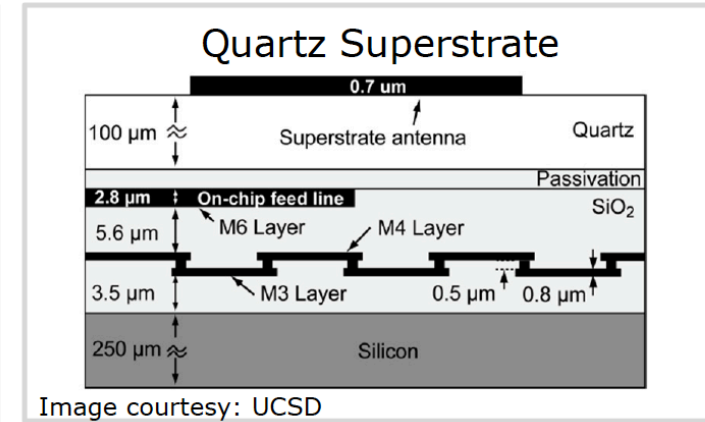 Quartz Superstrate
0.7 um
100 µm
Superstrate antenna
Quartz
Passivation
2.8 µm
On-chip feed line
SiO₂
M6 Layer
M4 Layer
5.6 µm
M3 Layer
3.5 µm
0.5 µm
0.8 µm
250 µm
Silicon
Image courtesy: UCSD